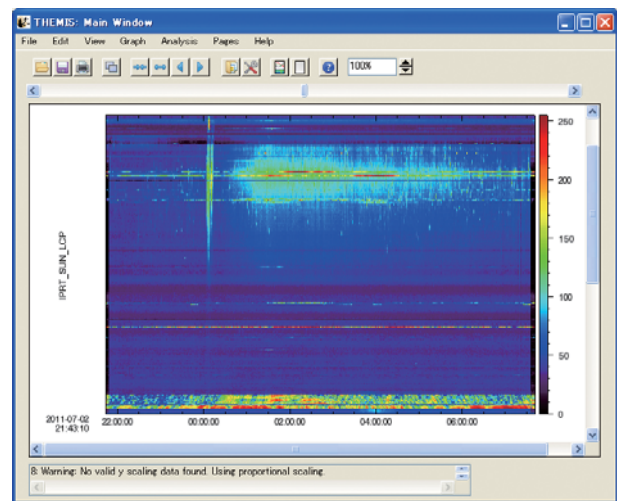 THEMIS: Main Window
File Edit View Graph Analysis Pages Help
100%
250
200
150
100
50
0
IPRT_SUN_LCP
2011-07-02
21:43:10
22:00:00 00:00:00 02:00:00 04:00:00 06:00:00
8: Warning: No valid y scaling data found. Using proportional scaling.